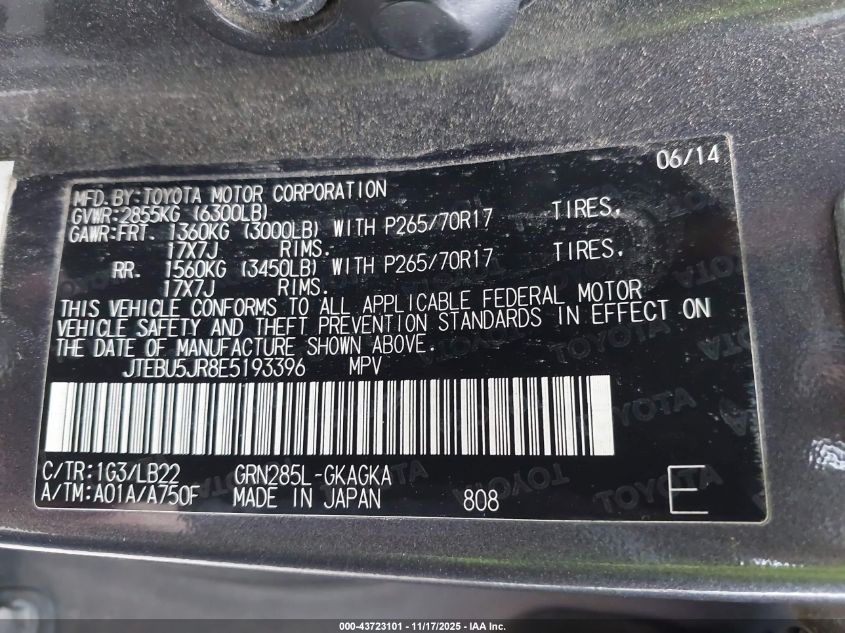 06/14
MFD. BY: TOYOTA MOTOR CORPORATION
GVWR: 2855KG (6300LB)
GAWR: FRT. 1360KG (3000LB) WITH P265/70R17 TIRES,
17X7J RIMS.
RR. 1560KG (3450LB) WITH P265/70R17 TIRES,
17X7J RIMS.
THIS VEHICLE CONFORMS TO ALL APPLICABLE FEDERAL MOTOR
VEHICLE SAFETY AND THEFT PREVENTION STANDARDS IN EFFECT ON
THE DATE OF MANUFACTURE SHOWN ABOVE.
JTEBU5JR8E5193396 MPV
C/TR: 1G3/LB22 GRN285L-GKAGKA
A/TM: A01A/A750F MADE IN JAPAN 808 E
000-43723101 - 11/17/2025 - IAA Inc.